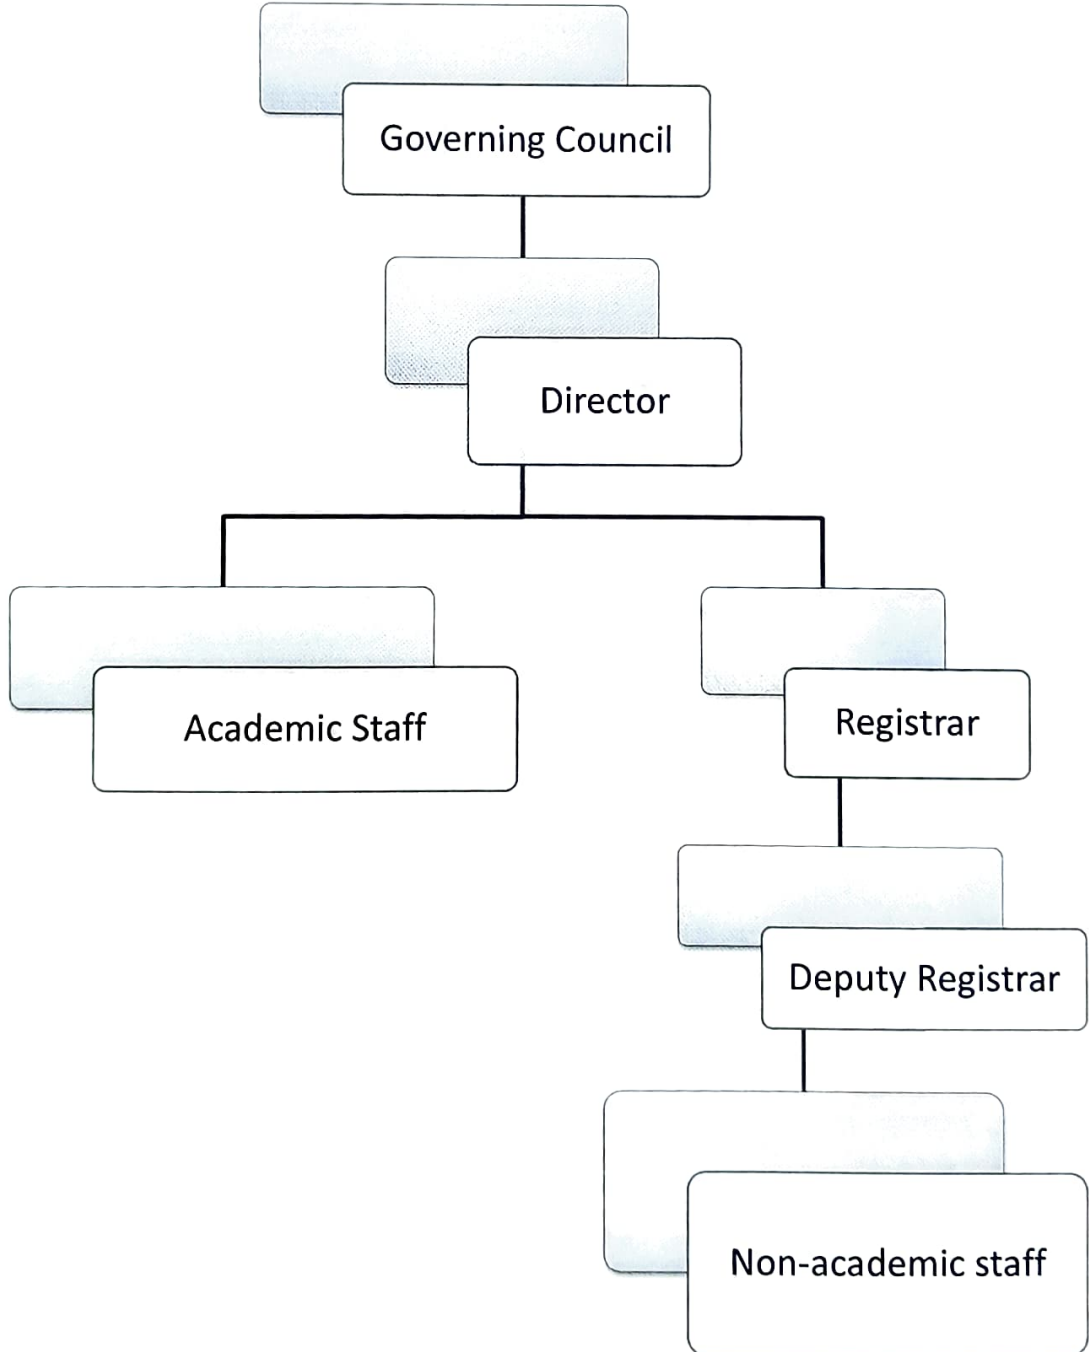 Governing Council
Director
Academic Staff
Registrar
Deputy Registrar
Non-academic staff